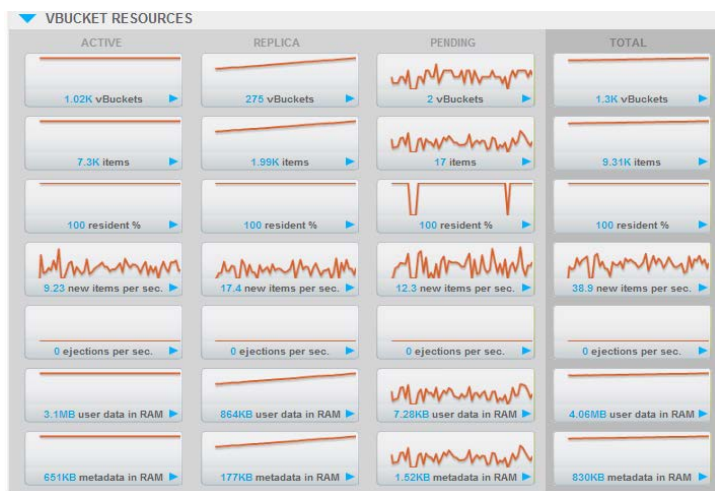 VBUCKET RESOURCES
ACTIVE REPLICA PENDING TOTAL
1.02K vBuckets 275 vBuckets 2 vBuckets 1.3K vBuckets
7.3K items 1.99K items 17 items 9.31K items
100 resident % 100 resident % 100 resident % 100 resident %
9.23 new items per sec. 17.4 new items per sec. 12.3 new items per sec. 38.9 new items per sec.
0 ejections per sec. 0 ejections per sec. 0 ejections per sec. 0 ejections per sec.
3.1MB user data in RAM 864KB user data in RAM 7.28KB user data in RAM 4.06MB user data in RAM
651KB metadata in RAM 177KB metadata in RAM 1.52KB metadata in RAM 830KB metadata in RAM